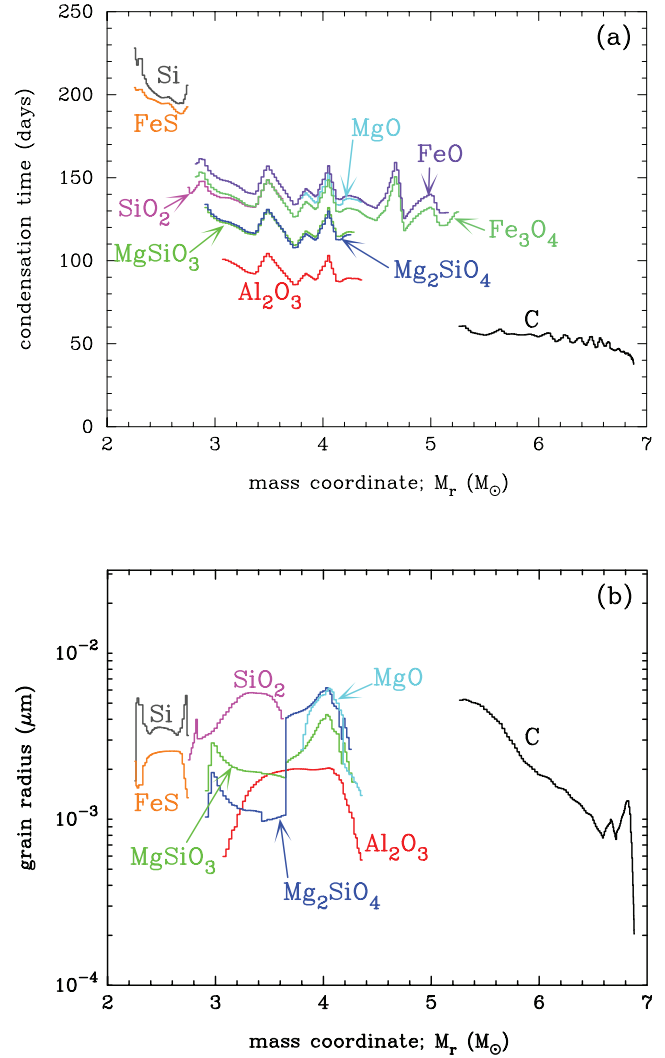 (a)
250
200
150
100
50
0
condensation time (days)
Si
FeS
MgO
FeO
SiO₂
Fe₃O₄
MgSiO₃
Mg₂SiO₄
Al₂O₃
C
2 3 4 5 6 7
mass coordinate; Mᵣ (M⊙)
(b)
10⁻²
10⁻³
10⁻⁴
grain radius (μm)
SiO₂
MgO
Si
C
FeS
MgSiO₃
Al₂O₃
Mg₂SiO₄
2 3 4 5 6 7
mass coordinate; Mᵣ (M⊙)